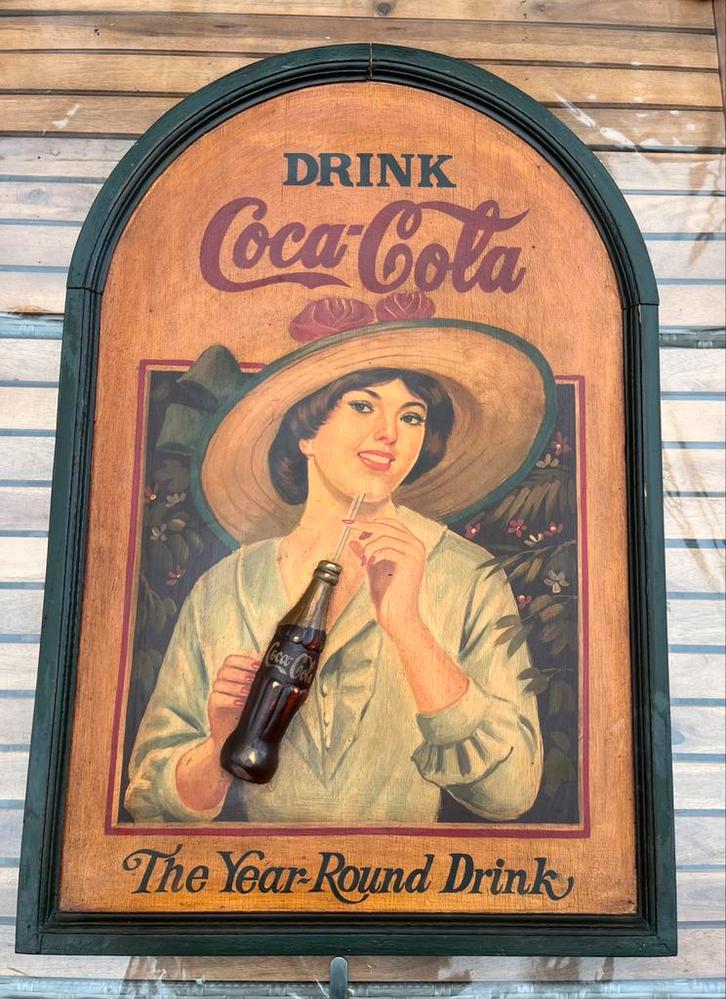 DRINK
Coca-Cola
Coca-Cola
The Year-Round Drink